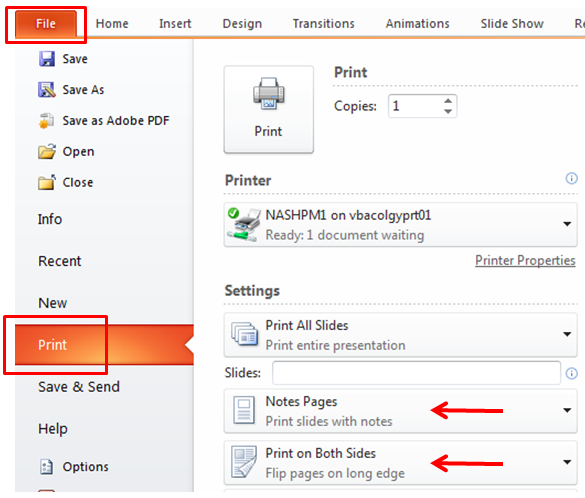 File Home Insert Design Transitions Animations Slide Show Re
Save
Save As
Save as Adobe PDF
Open
Close
Info
Recent
New
Print
Save & Send
Help
Options
Print
Print
Copies: 1
Printer
NASHPM1 on vbacolgyprt01
Ready: 1 document waiting
Printer Properties
Settings
Print All Slides
Print entire presentation
Slides:
Notes Pages
Print slides with notes
Print on Both Sides
Flip pages on long edge